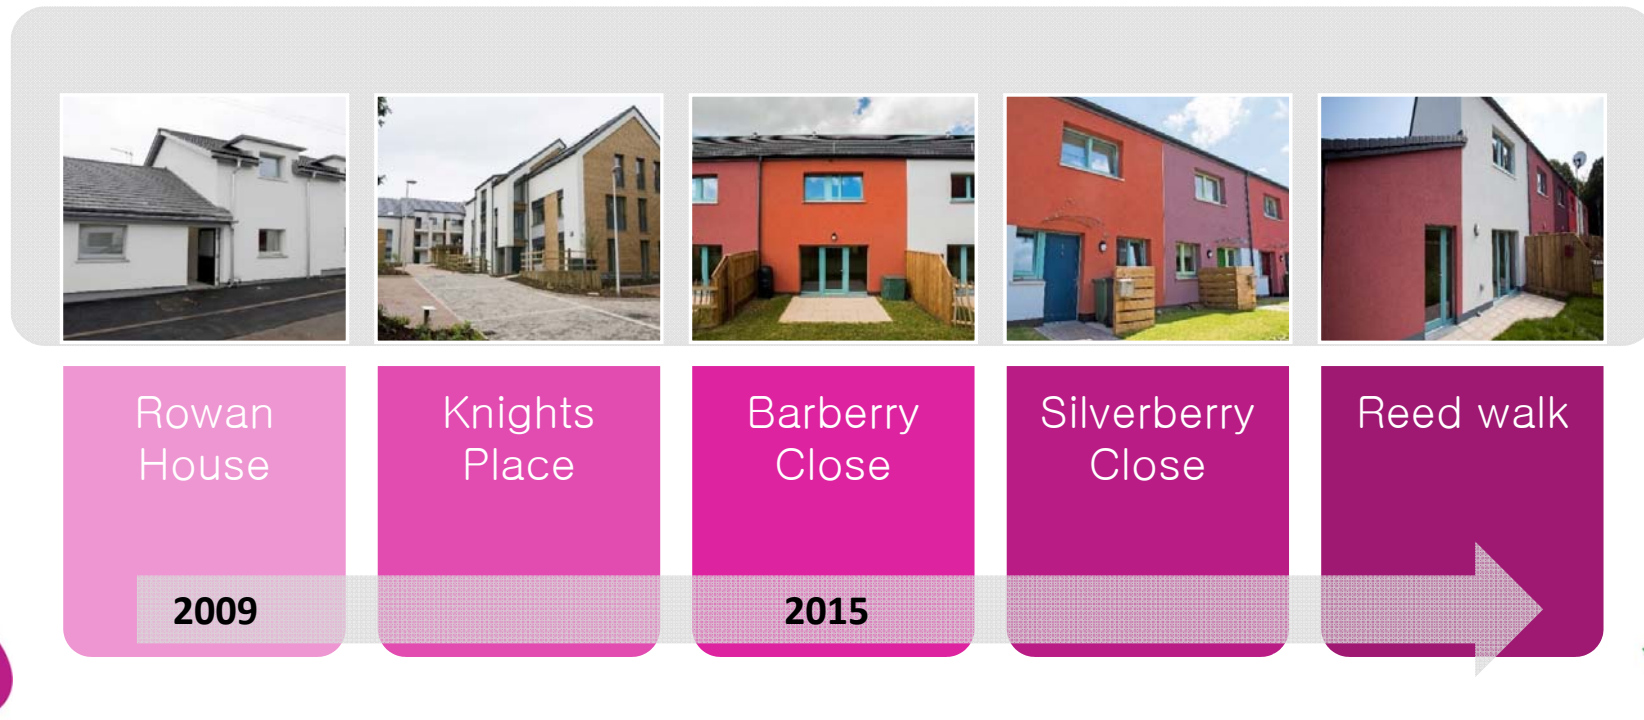 Rowan
House
Knights
Place
Barberry
Close
Silverberry
Close
Reed walk
2009
2015